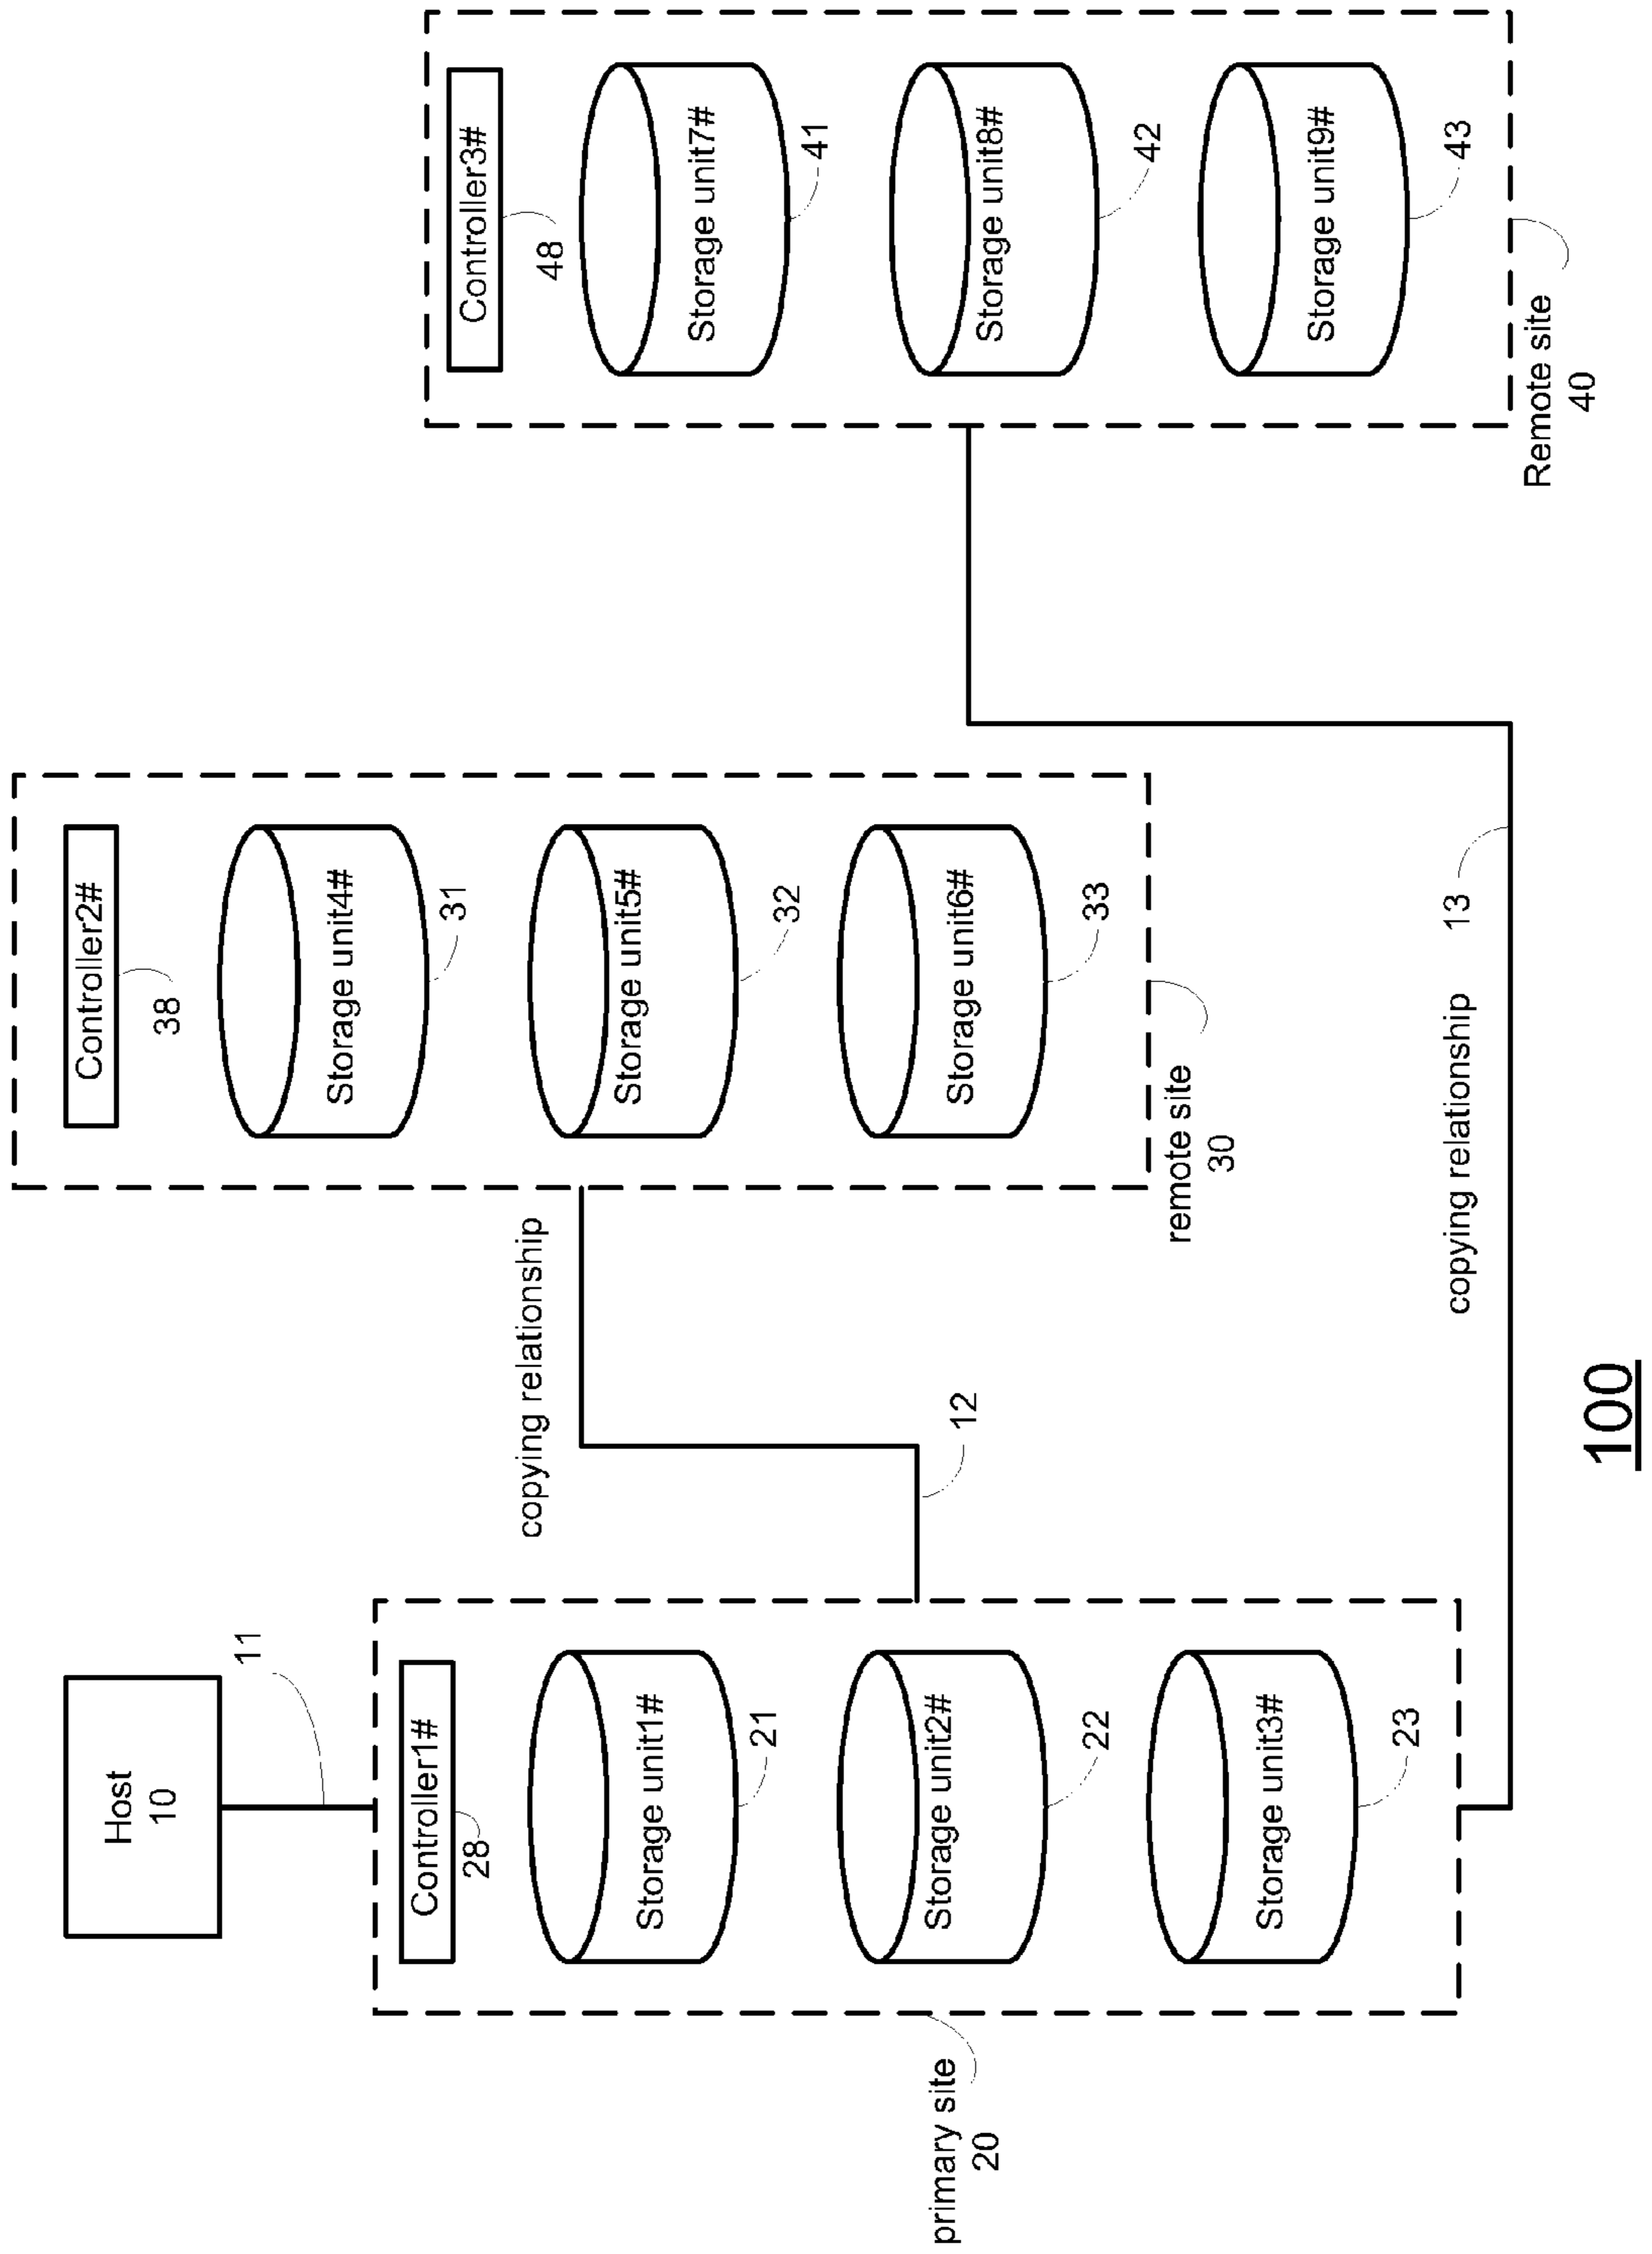 Host
10
11
Controller1#
28
Storage unit1#
21
Storage unit2#
22
Storage unit3#
23
primary site
20
copying relationship
12
Controller2#
38
Storage unit4#
31
Storage unit5#
32
Storage unit6#
33
remote site
30
copying relationship 13
Controller3#
48
Storage unit7#
41
Storage unit8#
42
Storage unit9#
43
Remote site
40
100